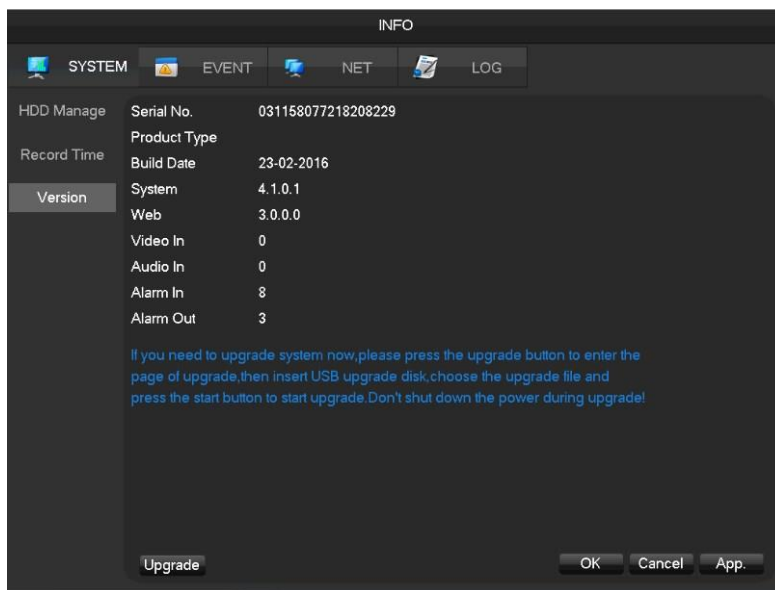 INFO
SYSTEM EVENT NET LOG
HDD Manage
Record Time
Version
Serial No. 031158077218208229
Product Type
Build Date 23-02-2016
System 4.1.0.1
Web 3.0.0.0
Video In 0
Audio In 0
Alarm In 8
Alarm Out 3
If you need to upgrade system now,please press the upgrade button to enter the
page of upgrade,then insert USB upgrade disk,choose the upgrade file and
press the start button to start upgrade.Don't shut down the power during upgrade!
Upgrade OK Cancel App.